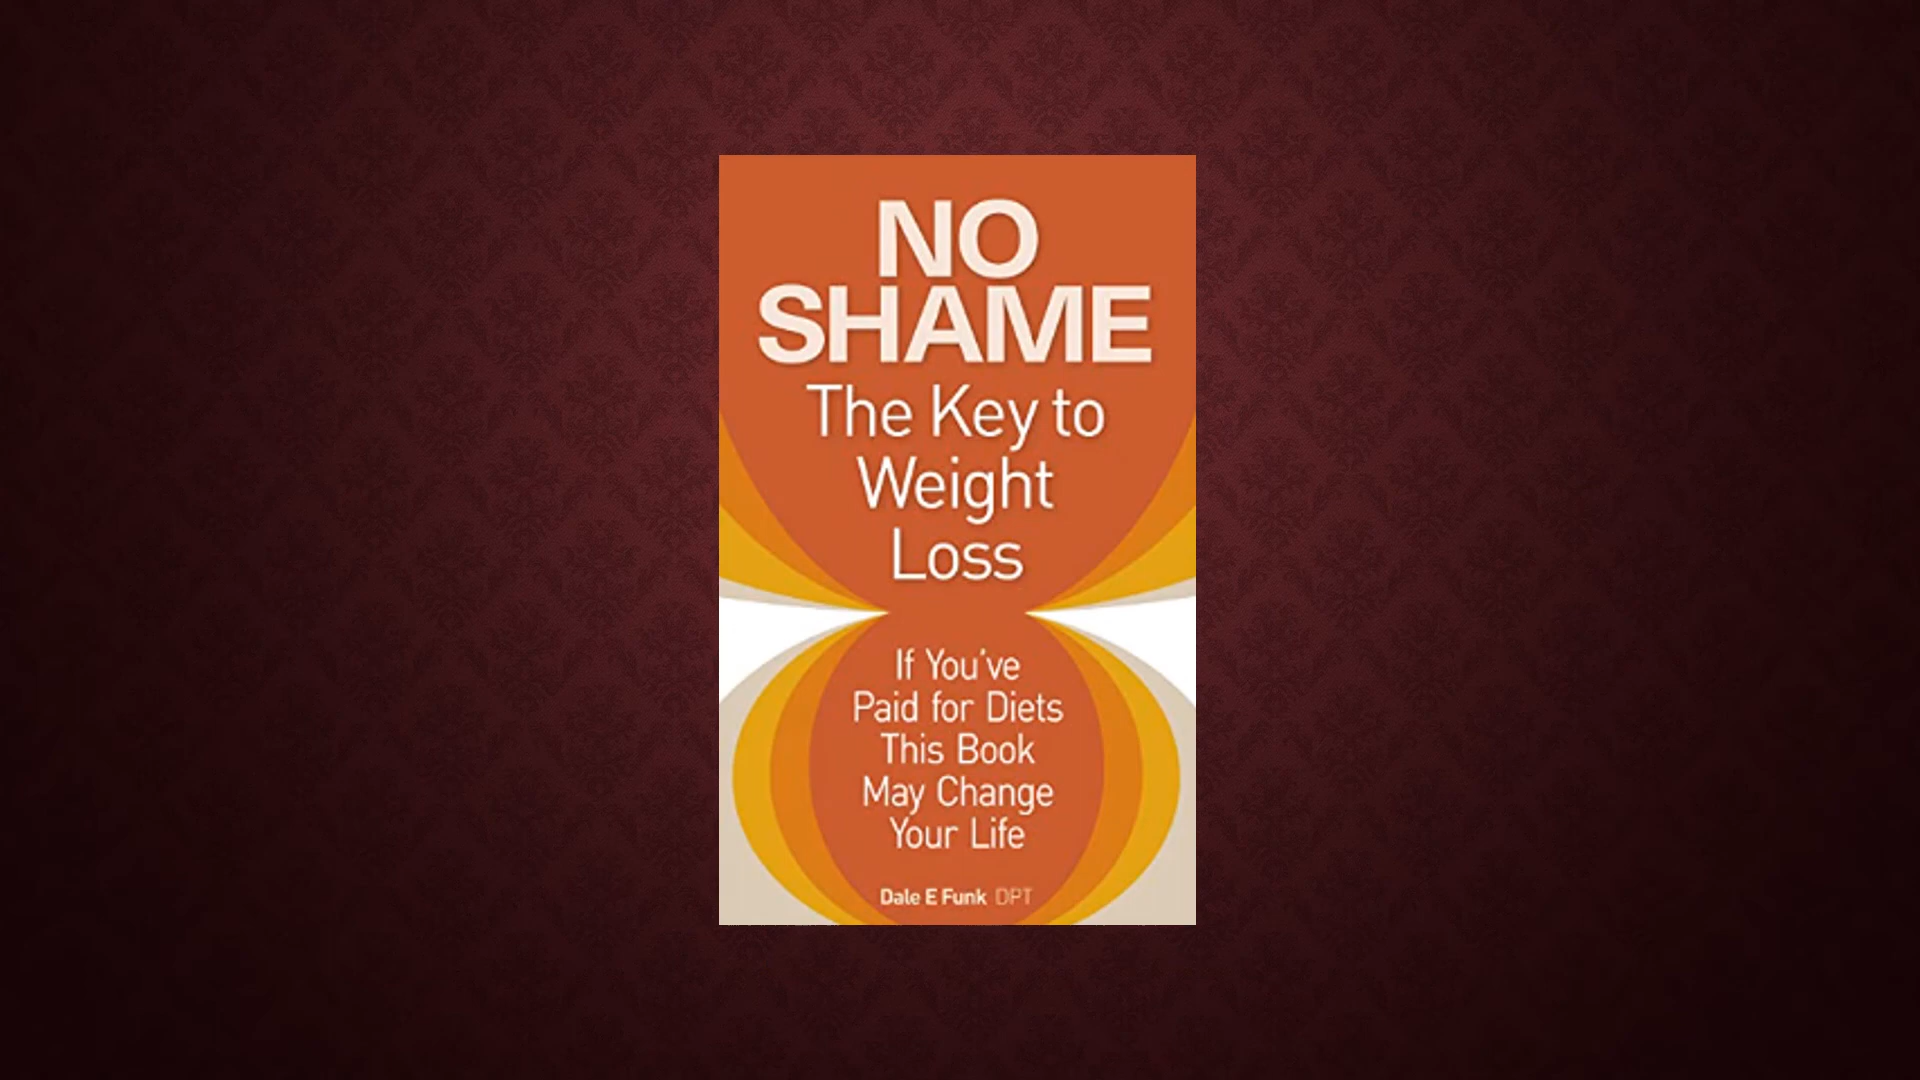 NO
SHAME
The Key to
Weight
Loss
If You've
Paid for Diets
This Book
May Change
Your Life
Dale E Funk DPT